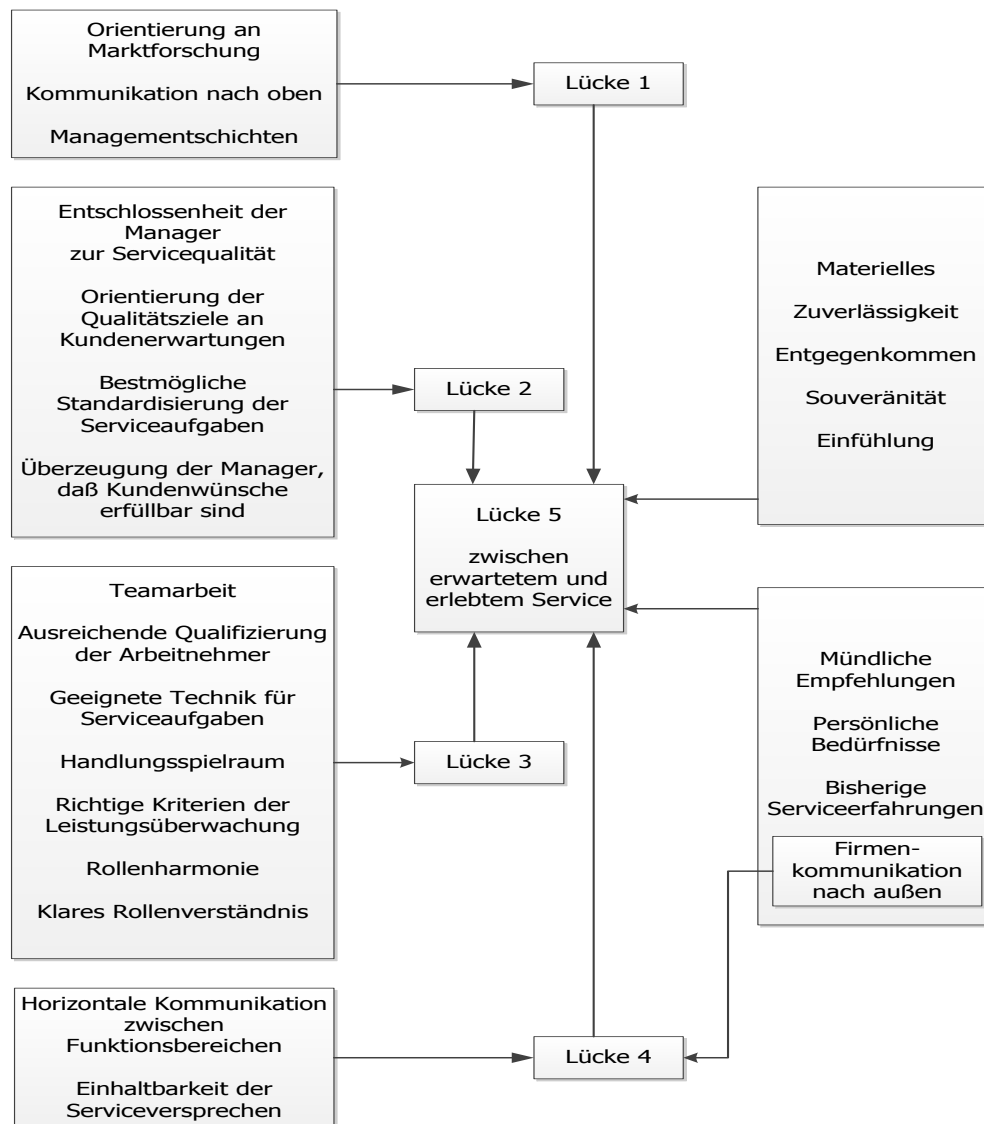 Orientierung an
Marktforschung
Kommunikation nach oben
Managementschichten
Lücke 1
Entschlossenheit der
Manager
zur Servicequalität
Orientierung der
Qualitätsziele an
Kundenerwartungen
Bestmögliche
Standardisierung der
Serviceaufgaben
Überzeugung der Manager,
daß Kundenwünsche
erfüllbar sind
Lücke 2
Materielles
Zuverlässigkeit
Entgegenkommen
Souveränität
Einfühlung
Lücke 5
zwischen
erwartetem und
erlebtem Service
Teamarbeit
Ausreichende Qualifizierung
der Arbeitnehmer
Geeignete Technik für
Serviceaufgaben
Handlungsspielraum
Richtige Kriterien der
Leistungsüberwachung
Rollenharmonie
Klares Rollenverständnis
Lücke 3
Mündliche
Empfehlungen
Persönliche
Bedürfnisse
Bisherige
Serviceerfahrungen
Firmen-
kommunikation
nach außen
Horizontale Kommunikation
zwischen
Funktionsbereichen
Einhaltbarkeit der
Serviceversprechen
Lücke 4